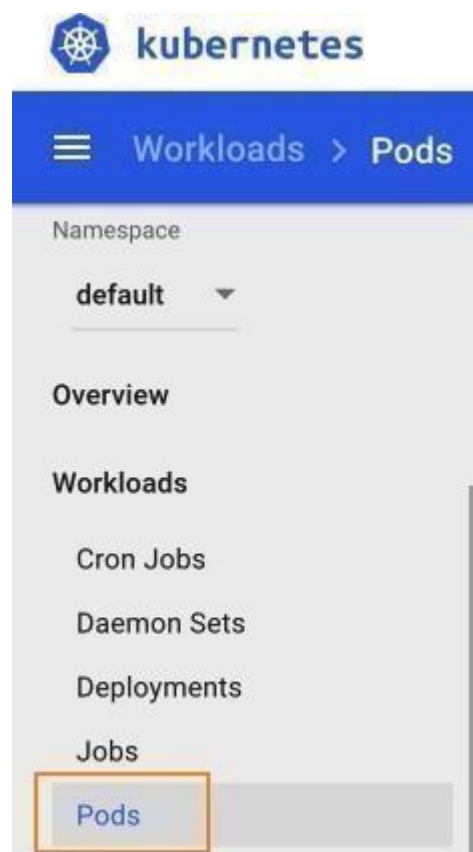 kubernetes
Workloads > Pods
Namespace
default
Overview
Workloads
Cron Jobs
Daemon Sets
Deployments
Jobs
Pods